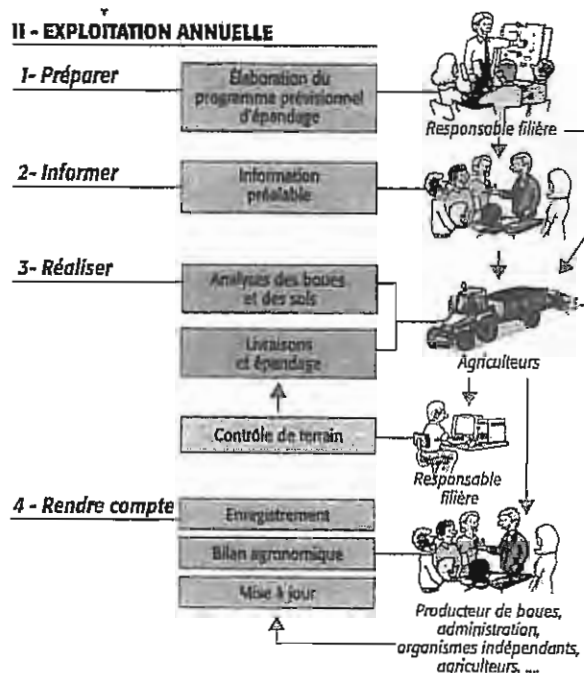 II - EXPLOITATION ANNUELLE
1- Préparer
Élaboration du
programme prévisionnel
d'épandage
Responsable filière
2- Informer
Information
préalable
3- Réaliser
Analyses des boues
et des sols
Livraisons
et épandage
Agriculteurs
Contrôle de terrain
Responsable
filière
4 - Rendre compte
Enregistrement
Bilan agronomique
Mise à jour
Producteur de boues,
administration,
organismes indépendants,
agriculteurs, ...